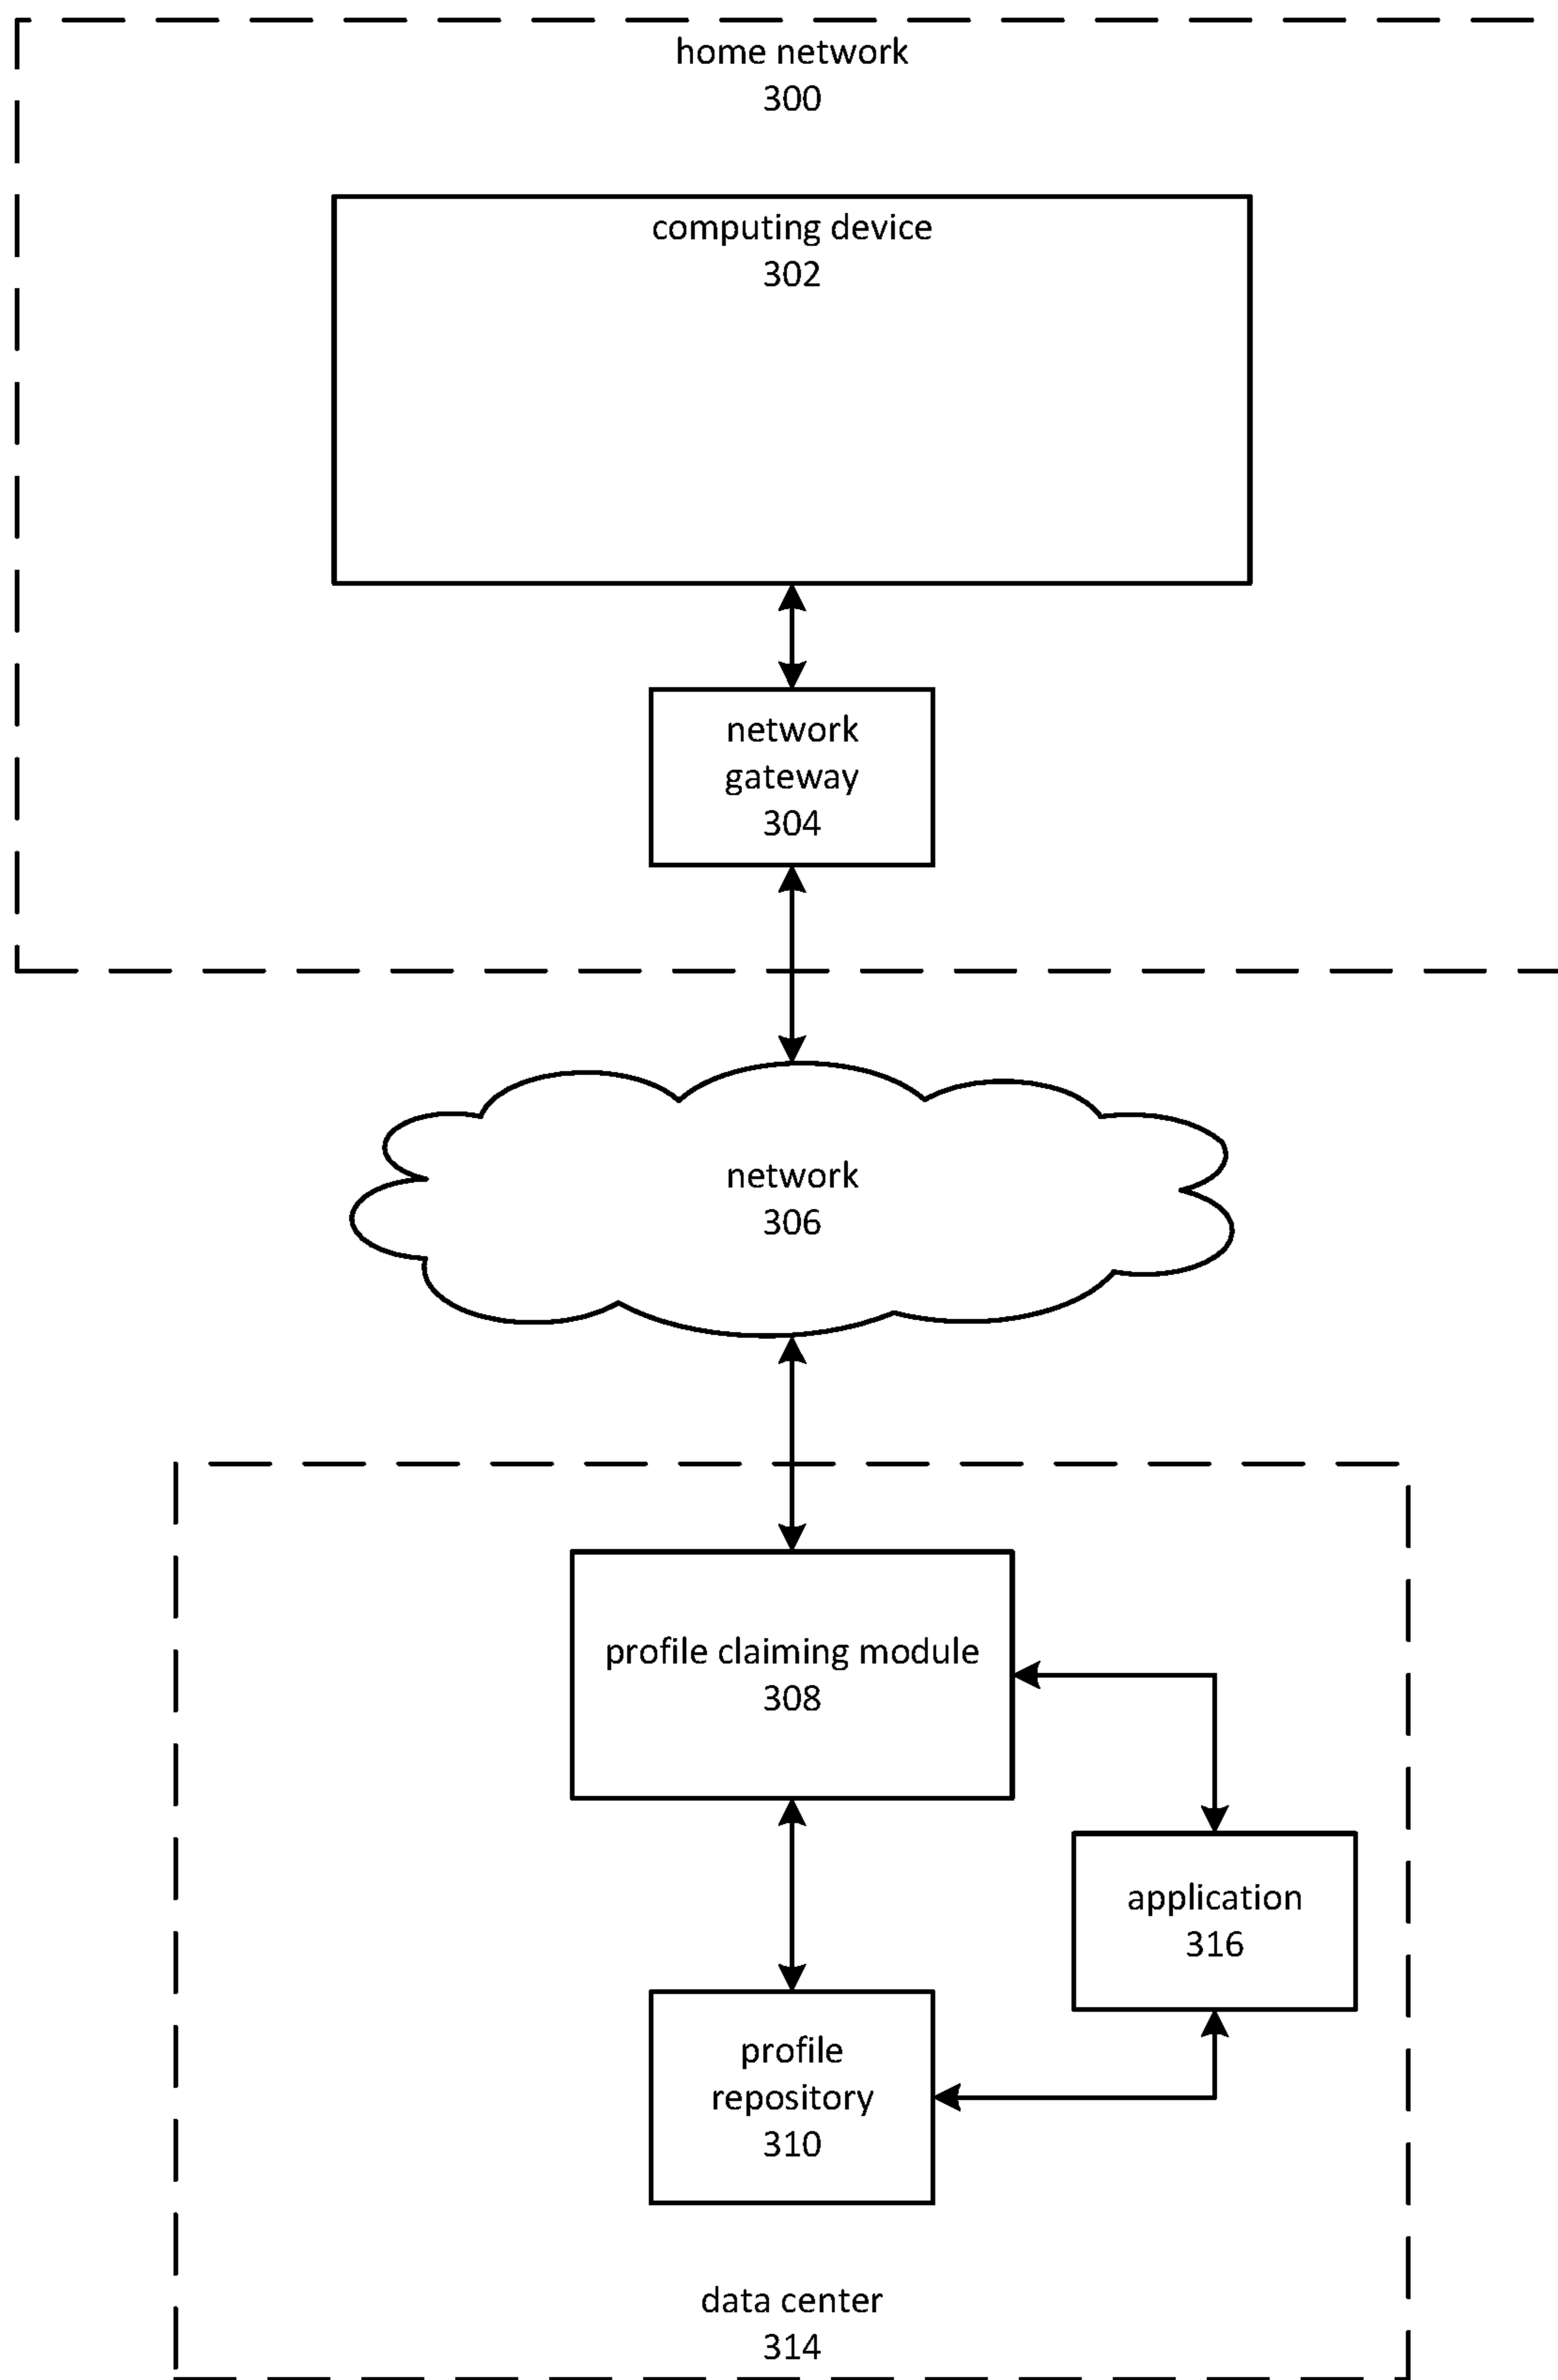 home network
300
computing device
302
network
gateway
304
network
306
profile claiming module
308
application
316
profile
repository
310
data center
314